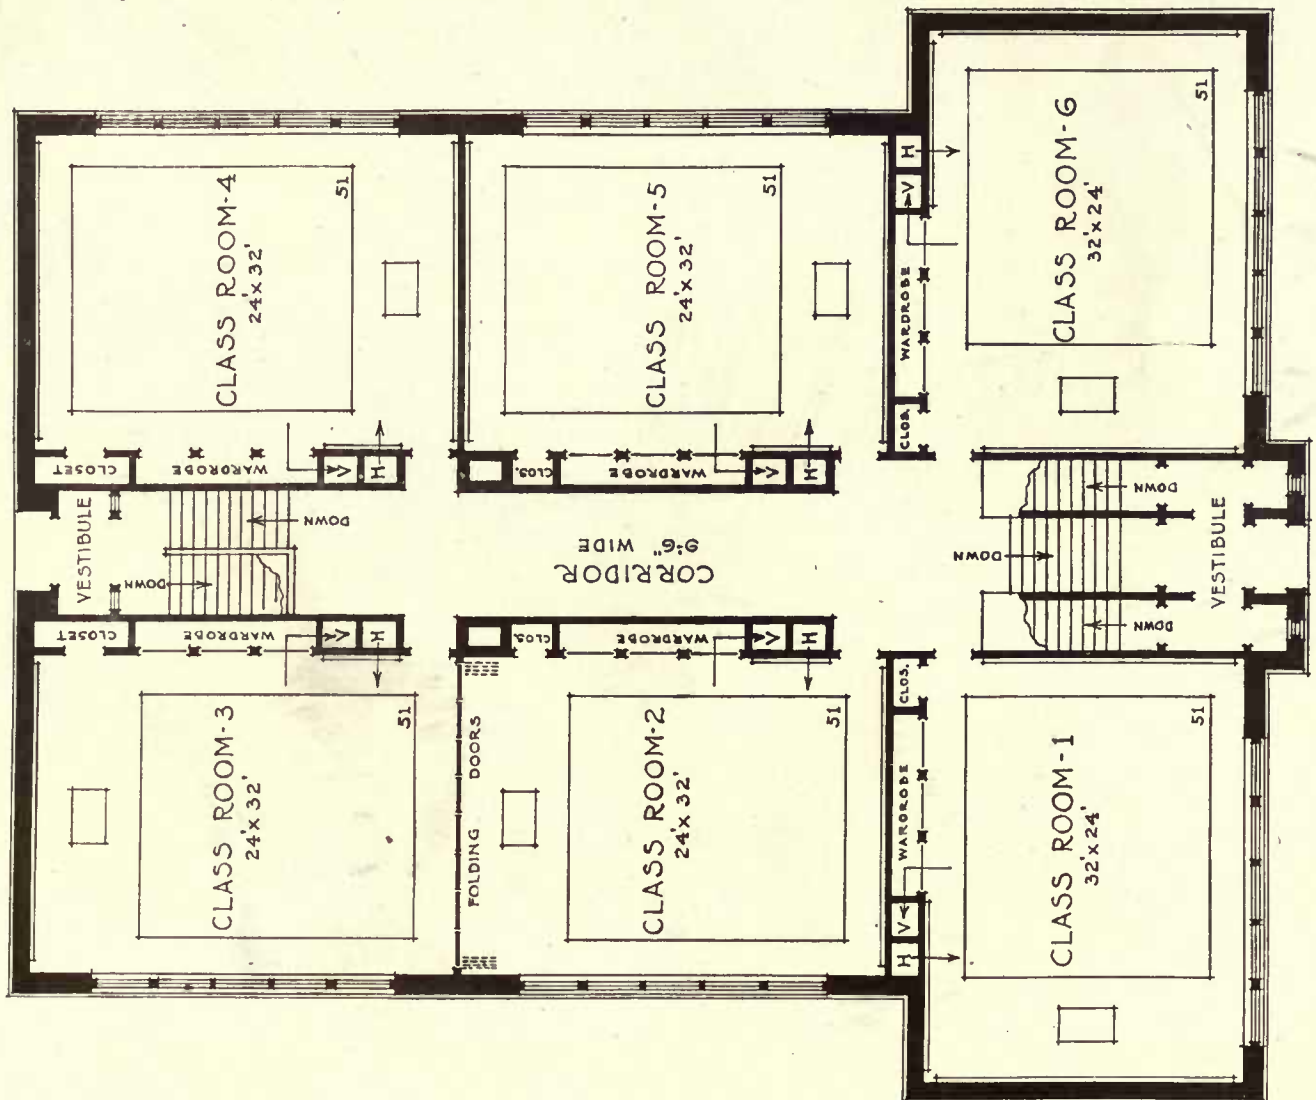 CLASS ROOM-4
24' x 32'
51
CLASS ROOM-5
24' x 32'
51
CLASS ROOM-6
32' x 24'
51
H
V
WARDROBE
CLOS.
CLOSET
WARDROBE
V
H
CLOS.
WARDROBE
V
H
VESTIBULE
DOWN
DOWN
CORRIDOR
9'-6" WIDE
DOWN
DOWN
DOWN
VESTIBULE
CLOSET
WARDROBE
V
H
CLOS.
WARDROBE
V
H
CLOS.
WARDROBE
V
H
CLASS ROOM-3
24' x 32'
51
FOLDING DOORS
CLASS ROOM-2
24' x 32'
51
CLASS ROOM-1
32' x 24'
51